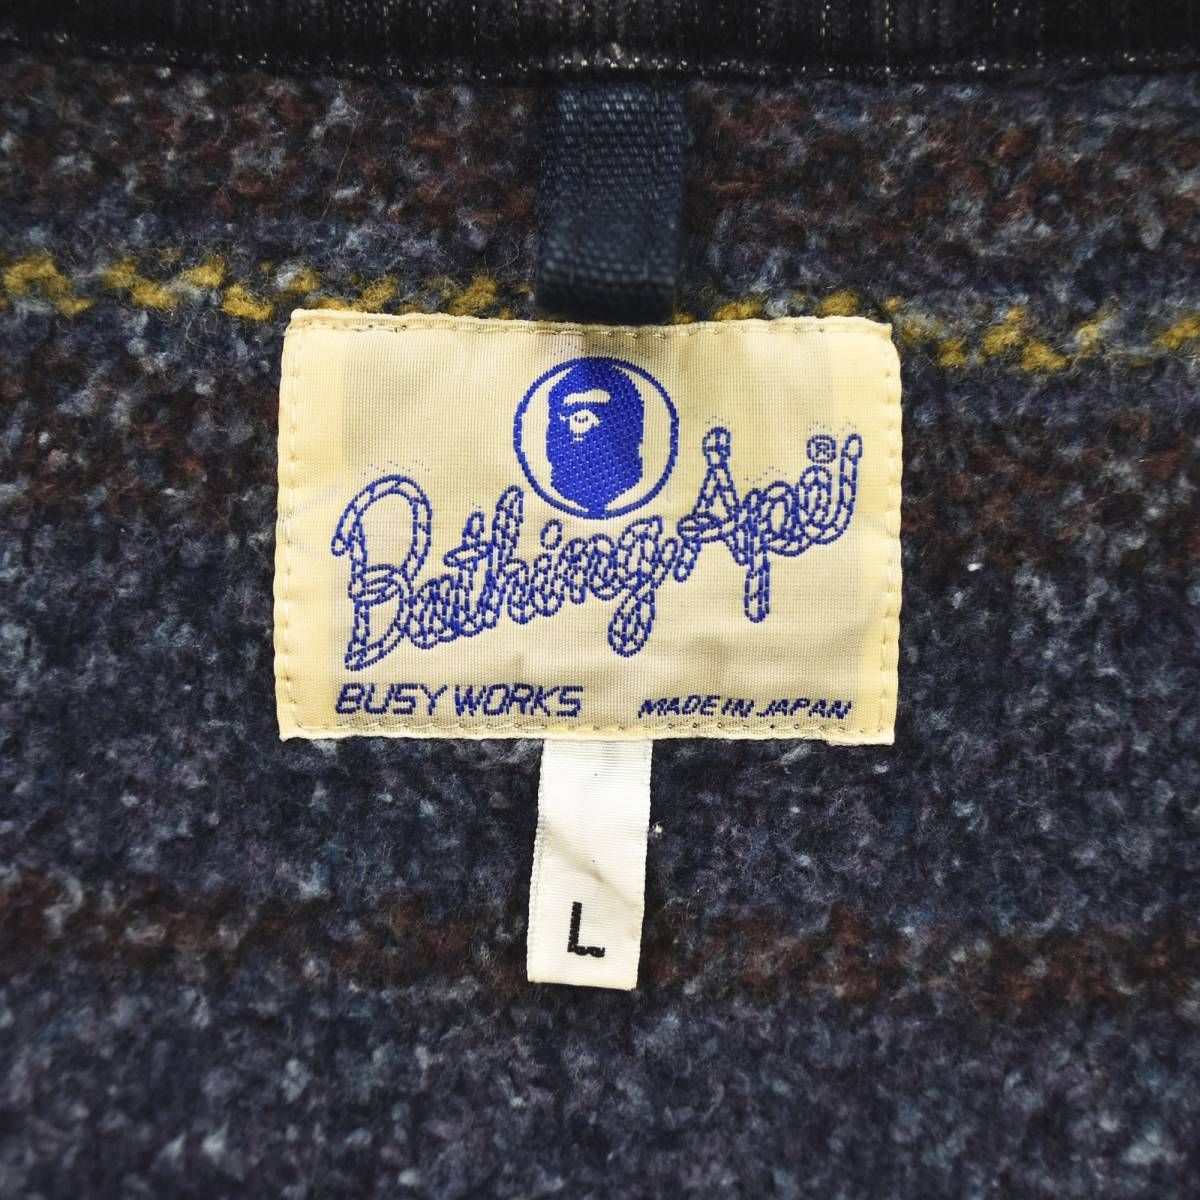 Bathing Ape ®
BUSY WORKS MADE IN JAPAN
L